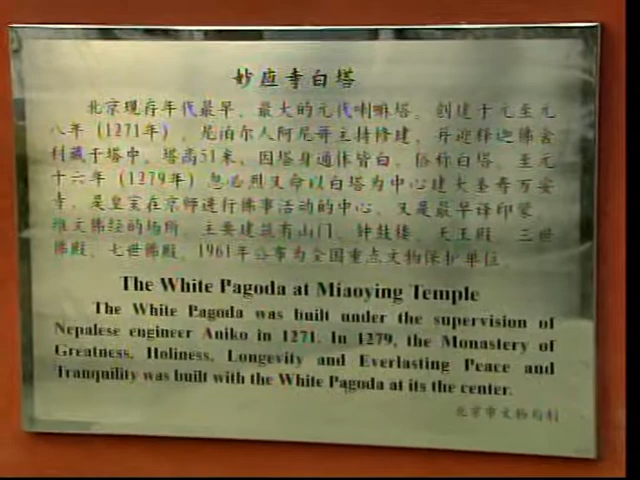 妙应寺白塔
北京现存年代最早、最大的元代喇嘛塔。创建于元至元
八年（1271年），尼泊尔人阿尼哥主持修建，并迎释迦佛舍
利藏于塔中。塔高51米，因塔身通体皆白，俗称白塔。至元
十六年（1279年）忽必烈又命以白塔为中心建大圣寿万安
寺，是皇室在京师进行佛事活动的中心，又是最早译印蒙、
维文佛经的场所。主要建筑有山门、钟鼓楼、天王殿、三世
佛殿、七世佛殿。1961年公布为全国重点文物保护单位。
The White Pagoda at Miaoying Temple
The White Pagoda was built under the supervision of
Nepalese engineer Aniko in 1271. In 1279, the Monastery of
Greatness, Holiness, Longevity and Everlasting Peace and
Tranquility was built with the White Pagoda at its the center.
北京市文物局制